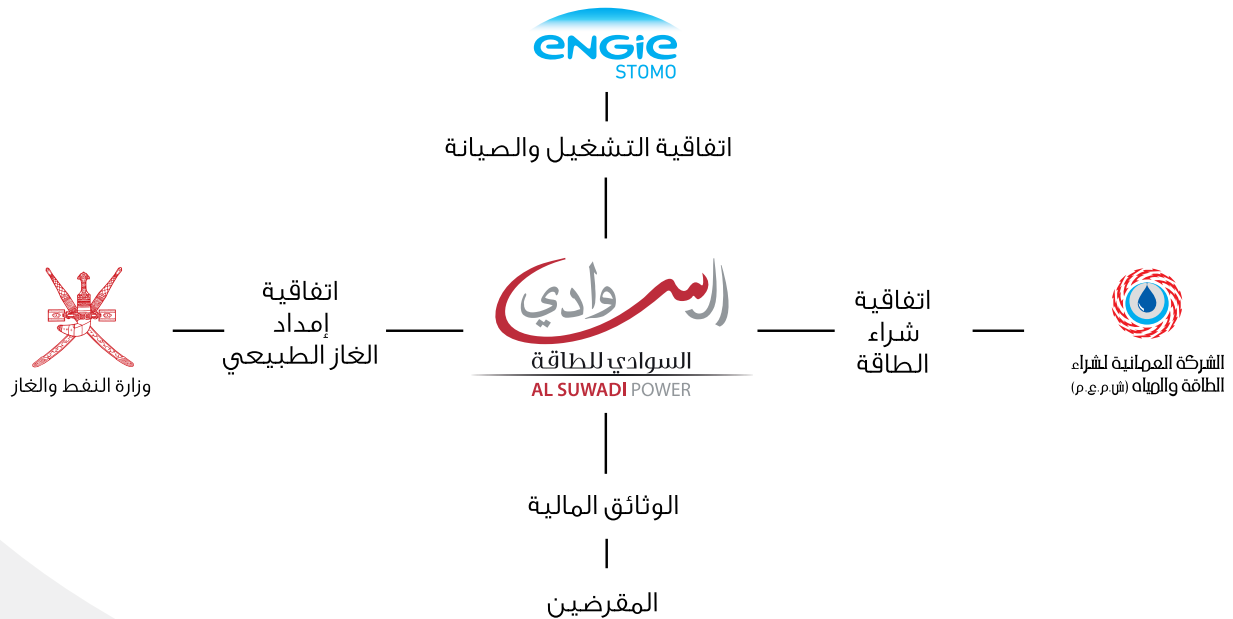 ENGIE
STOMO
اتفاقية التشغيل والصيانة
السوادي
السوادي للطاقة
AL SUWADI POWER
اتفاقية
شراء
الطاقة
الشركة العمانية لشراء
الطاقة والمياه (ش.م.ع.م)
اتفاقية
إمداد
الغاز الطبيعي
وزارة النفط والغاز
الوثائق المالية
المقرضين